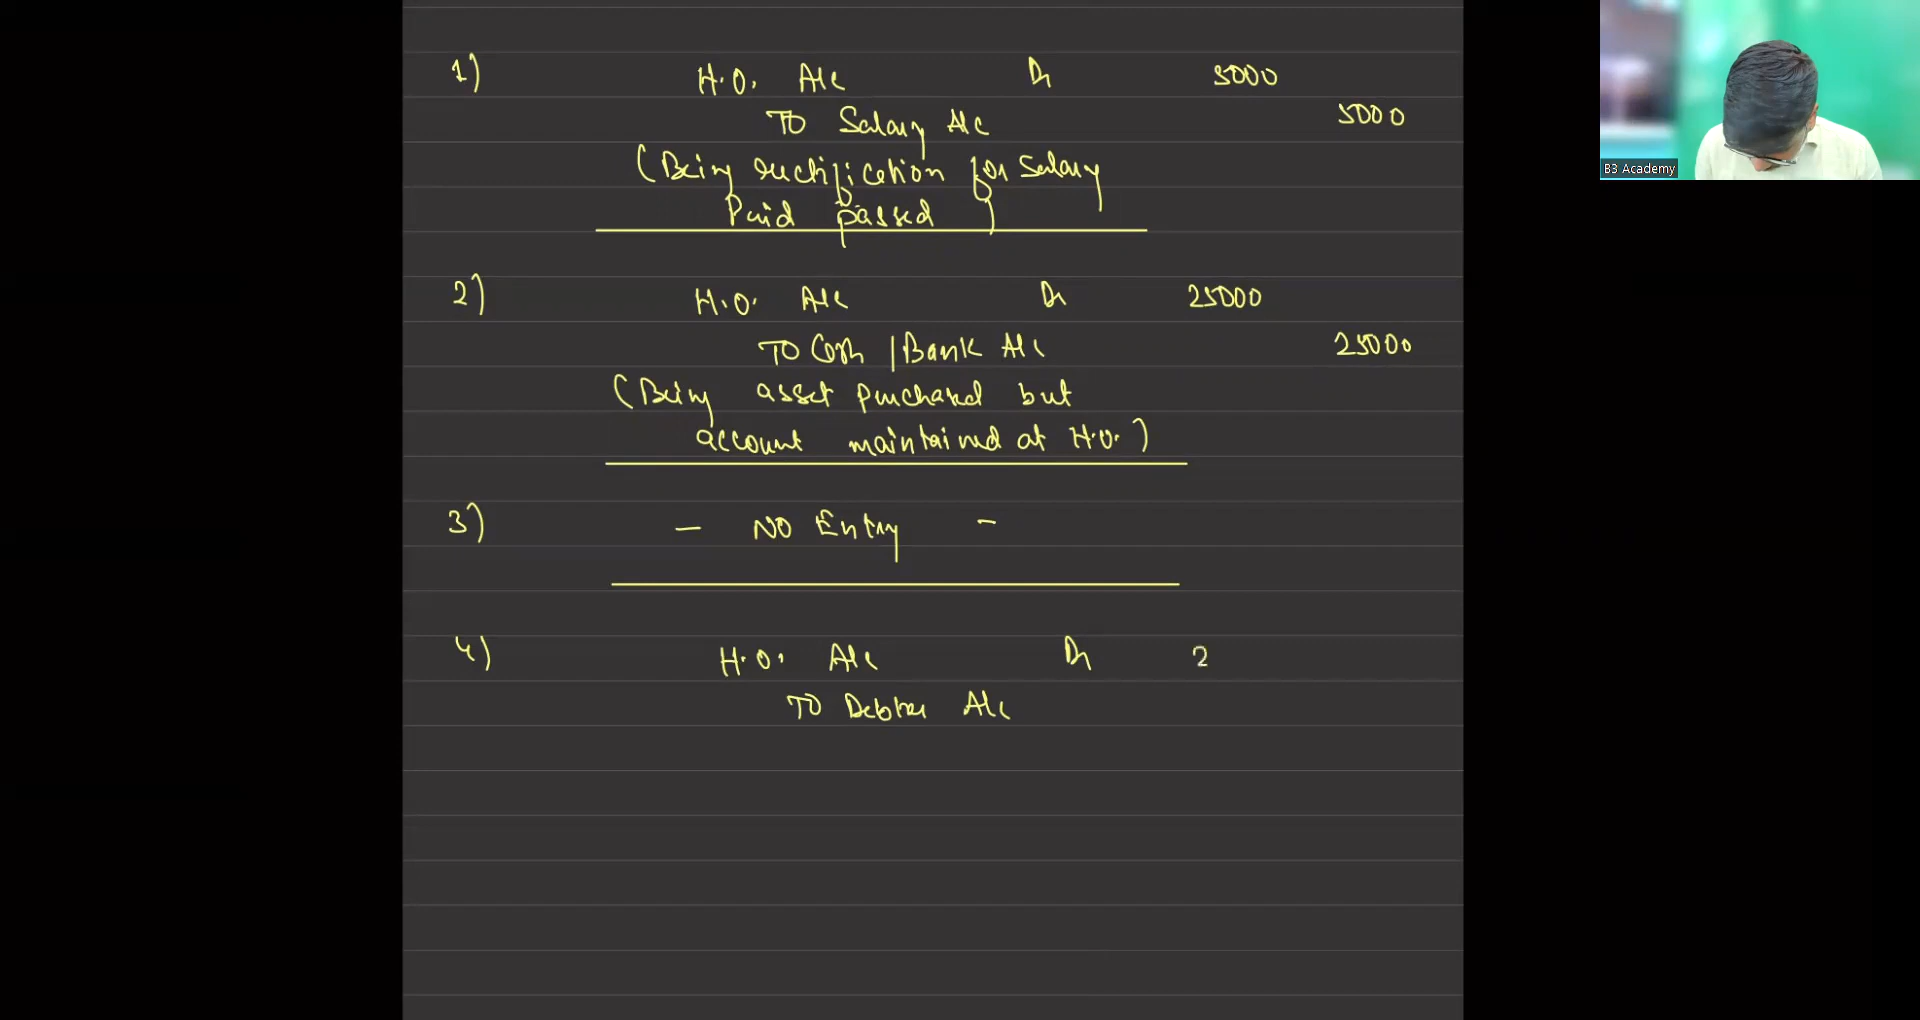 1) H.O. A/c Dr 5000
TO Salary A/c 5000
(Being rectification for Salary
Paid passed )
2) H.O. A/c Dr 25000
TO Cash / Bank A/c 25000
(Being asset purchased but
account maintained at H.O. )
3) - NO Entry -
4) H.O. A/c Dr 2
TO Debtor A/c
B3 Academy